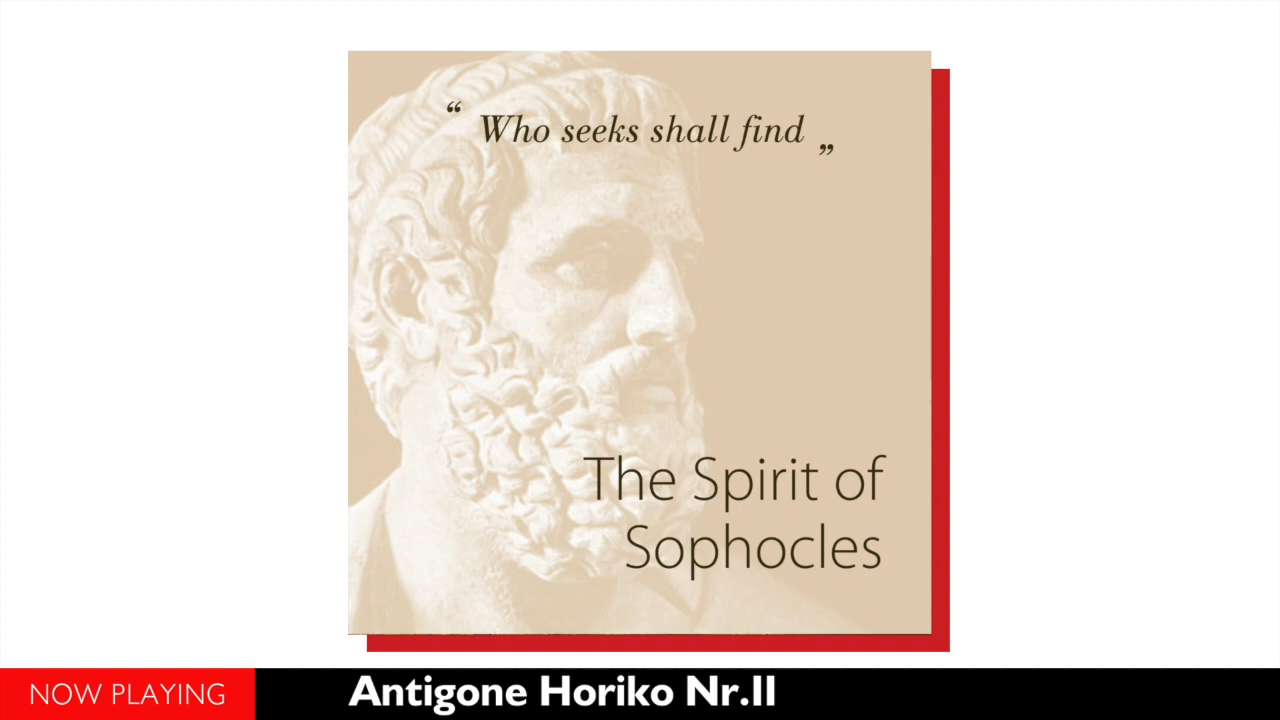 “ Who seeks shall find ”
The Spirit of
Sophocles
NOW PLAYING
Antigone Horiko Nr.II